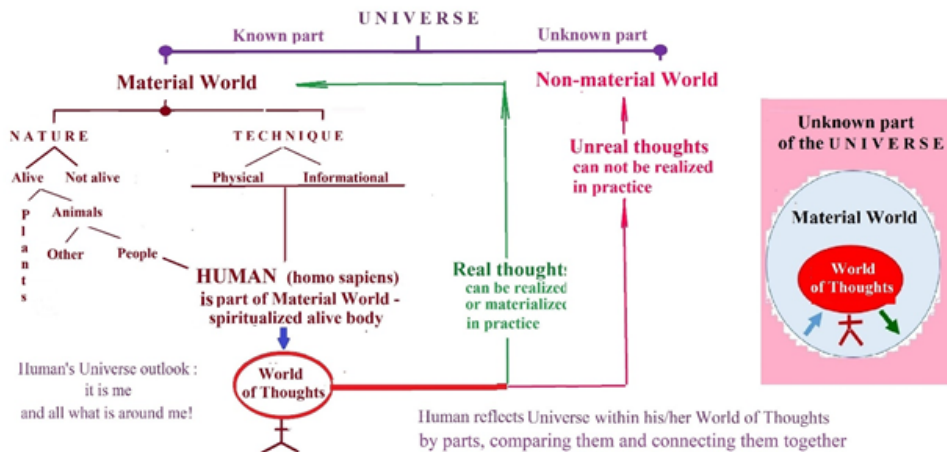 UNIVERSE
Known part
Unknown part
Material World
Non-material World
NATURE
TECHNIQUE
Alive
Not alive
Physical
Informational
Plants
Animals
Other
People
HUMAN (homo sapiens)
is part of Material World -
spiritualized alive body
World
of Thoughts
Human's Universe outlook :
it is me
and all what is around me!
Real thoughts
can be realized
or materialized
in practice
Unreal thoughts
can not be realized
in practice
Human reflects Universe within his/her World of Thoughts
by parts, comparing them and connecting them together
Unknown part
of the UNIVERSE
Material World
World
of Thoughts